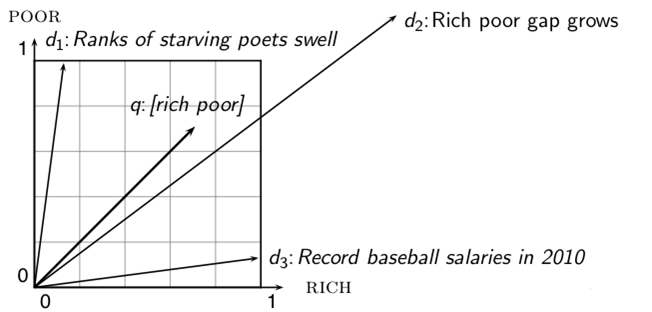 POOR
1
d1: Ranks of starving poets swell
d2: Rich poor gap grows
q: [rich poor]
d3: Record baseball salaries in 2010
0
0
1
RICH